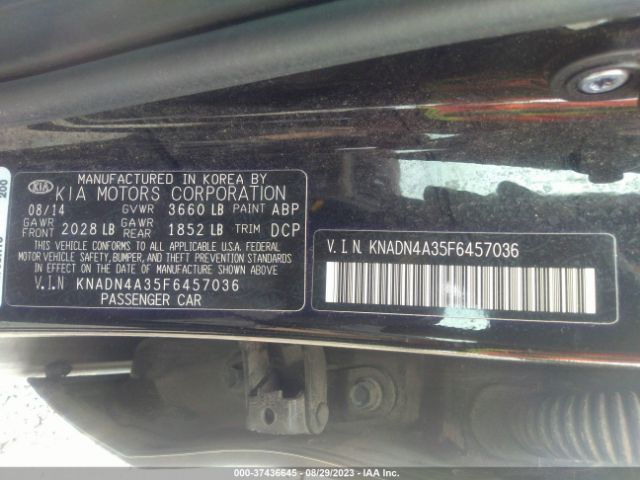 MANUFACTURED IN KOREA BY
KIA KIA MOTORS CORPORATION
08/14 GVWR 3660 LB PAINT ABP
GAWR FRONT 2028 LB GAWR REAR 1852 LB TRIM DCP
THIS VEHICLE CONFORMS TO ALL APPLICABLE U.S.A. FEDERAL
MOTOR VEHICLE SAFETY, BUMPER, AND THEFT PREVENTION STANDARDS
IN EFFECT ON THE DATE OF MANUFACTURE SHOWN ABOVE.
V.I.N KNADN4A35F6457036
PASSENGER CAR
V.I.N. KNADN4A35F6457036
200
000-37436645 - 08/29/2023 - IAA Inc.